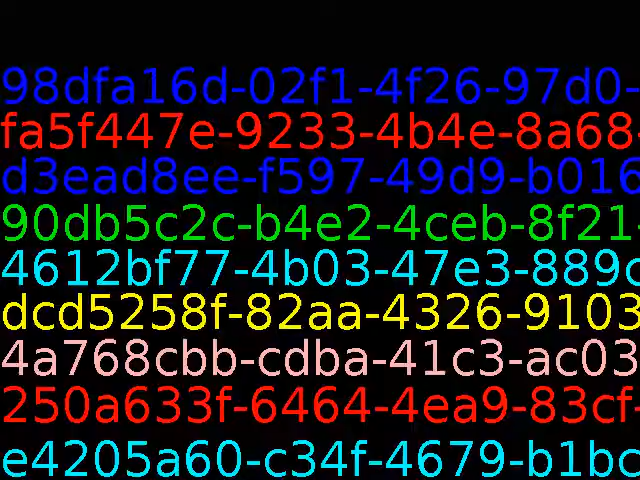 98dfa16d-02f1-4f26-97d0-
fa5f447e-9233-4b4e-8a68-
d3ead8ee-f597-49d9-b016
90db5c2c-b4e2-4ceb-8f21-
4612bf77-4b03-47e3-889c
dcd5258f-82aa-4326-9103
4a768cbb-cdba-41c3-ac03
250a633f-6464-4ea9-83cf-
e4205a60-c34f-4679-b1bc